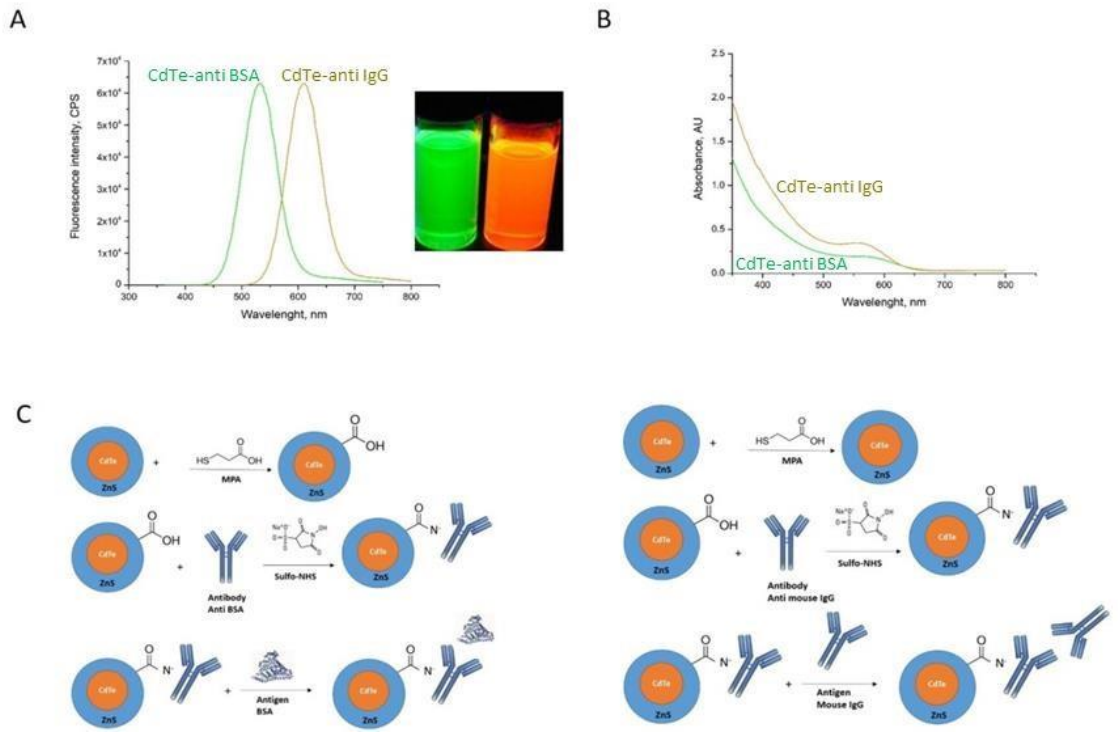 A
B
CdTe-anti BSA
CdTe-anti IgG
Fluorescence intensity, CPS
7x10⁴
6x10⁴
5x10⁴
4x10⁴
3x10⁴
2x10⁴
1x10⁴
0
300
400
500
600
700
800
Wavelenght, nm
Absorbance, AU
2.5
2.0
1.5
1.0
0.5
0.0
CdTe-anti IgG
CdTe-anti BSA
400
500
600
700
800
Wavelenght, nm
C
CdTe
ZnS
+
HS
O
OH
MPA
CdTe
ZnS
O
OH
CdTe
ZnS
O
OH
+
Antibody
Anti BSA
Sulfo-NHS
CdTe
ZnS
O
N-
CdTe
ZnS
O
N-
+
Antigen
BSA
CdTe
ZnS
O
N-
CdTe
ZnS
+
HS
O
OH
MPA
CdTe
ZnS
CdTe
ZnS
O
OH
+
Antibody
Anti mouse IgG
Sulfo-NHS
CdTe
ZnS
O
N-
CdTe
ZnS
O
N-
+
Antigen
Mouse IgG
CdTe
ZnS
O
N-